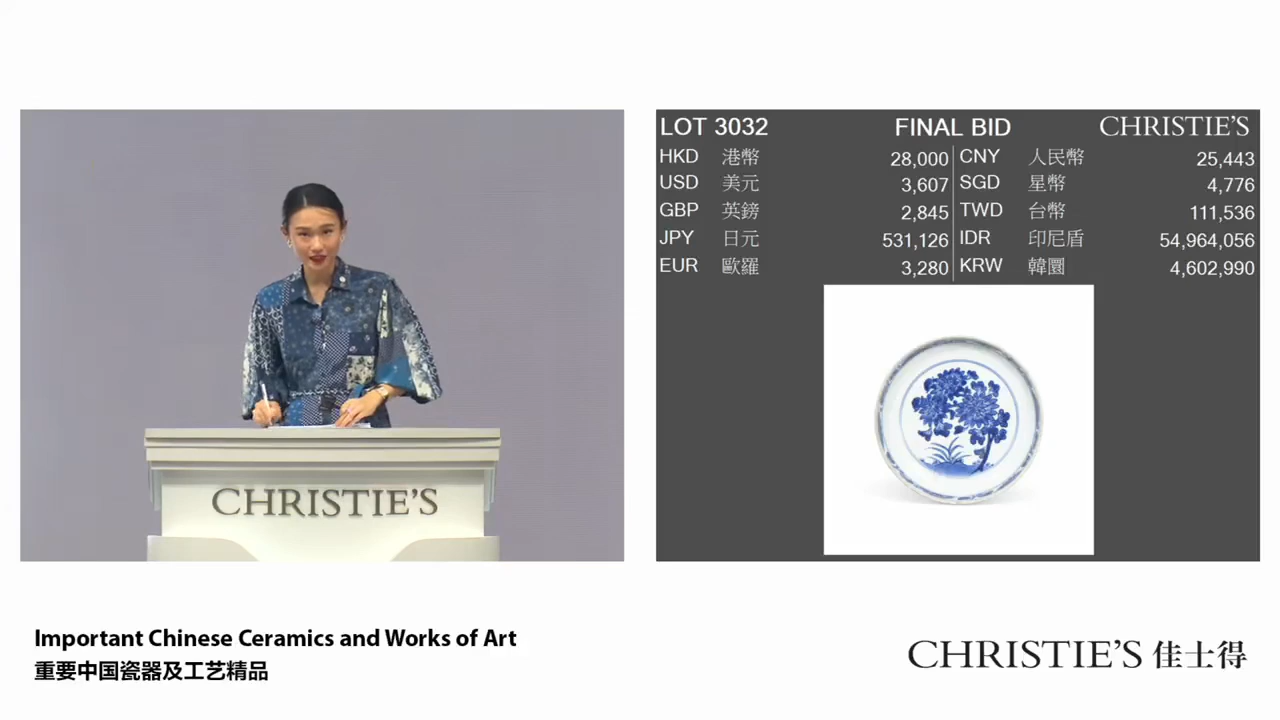 CHRISTIE'S
LOT 3032 FINAL BID CHRISTIE'S
HKD 港幣 28,000 CNY 人民幣 25,443
USD 美元 3,607 SGD 星幣 4,776
GBP 英鎊 2,845 TWD 台幣 111,536
JPY 日元 531,126 IDR 印尼盾 54,964,056
EUR 歐羅 3,280 KRW 韓圜 4,602,990
Important Chinese Ceramics and Works of Art
重要中国瓷器及工艺精品
CHRISTIE'S 佳士得